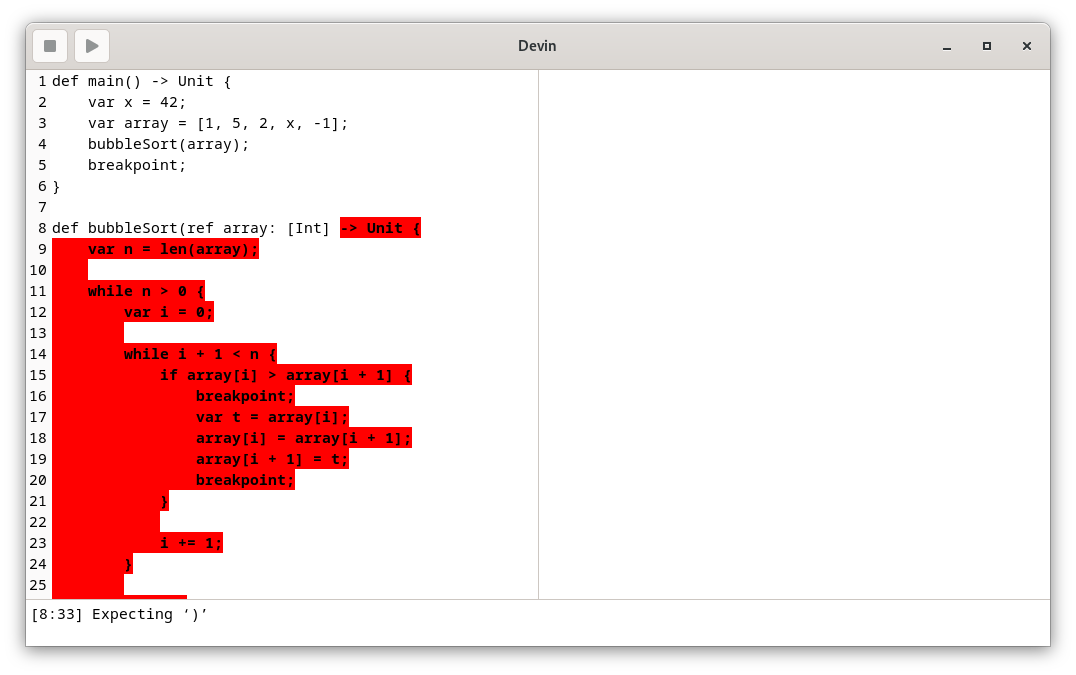 Devin
1 def main() -> Unit {
2     var x = 42;
3     var array = [1, 5, 2, x, -1];
4     bubbleSort(array);
5     breakpoint;
6 }
7
8 def bubbleSort(ref array: [Int] -> Unit {
9     var n = len(array);
10
11     while n > 0 {
12         var i = 0;
13
14         while i + 1 < n {
15             if array[i] > array[i + 1] {
16                 breakpoint;
17                 var t = array[i];
18                 array[i] = array[i + 1];
19                 array[i + 1] = t;
20                 breakpoint;
21             }
22
23             i += 1;
24         }
25
[8:33] Expecting ‘)’